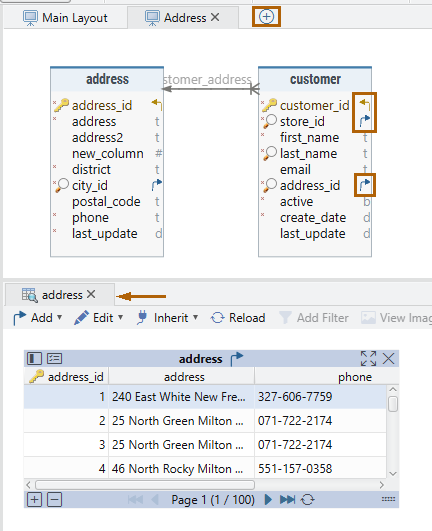 Main Layout
Address
address
address_id
address t
address2 t
new_column #
* district t
city_id
postal_code t
* phone t
* last_update d
stomer_address
customer
customer_id
store_id
* first_name t
* last_name t
email t
* address_id
* active b
* create_date d
last_update d
address
Add Edit Inherit Reload Add Filter View Imag
address
address_id address phone
1 240 East White New Fre... 327-606-7759
2 25 North Green Milton ... 071-722-2174
3 25 North Green Milton ... 071-722-2174
4 46 North Rocky Milton ... 551-157-0358
Page 1 (1 / 100)